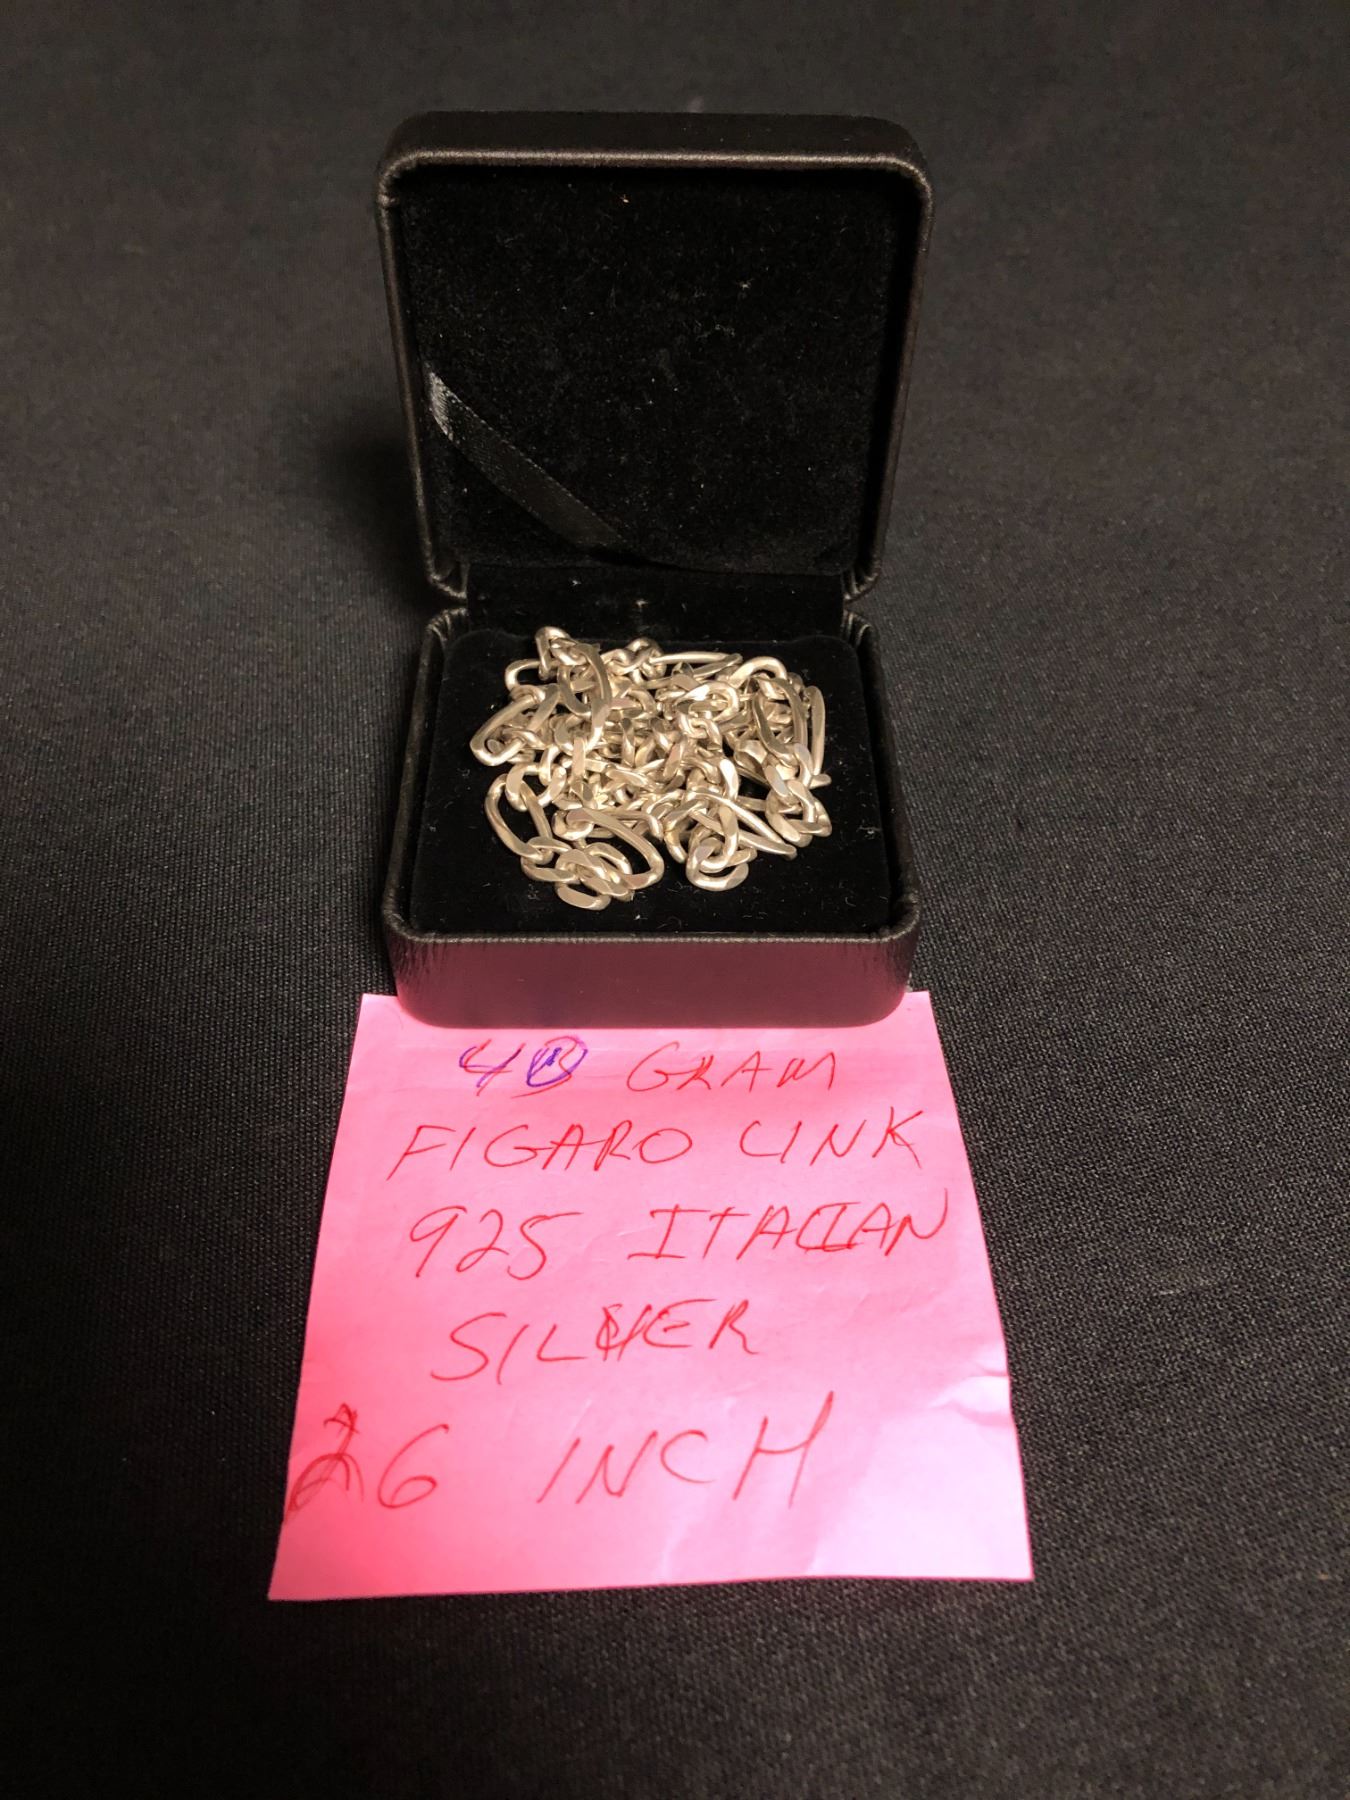 GRAM
FIGARO LINK
925 ITALIAN
SILVER
26 INCH